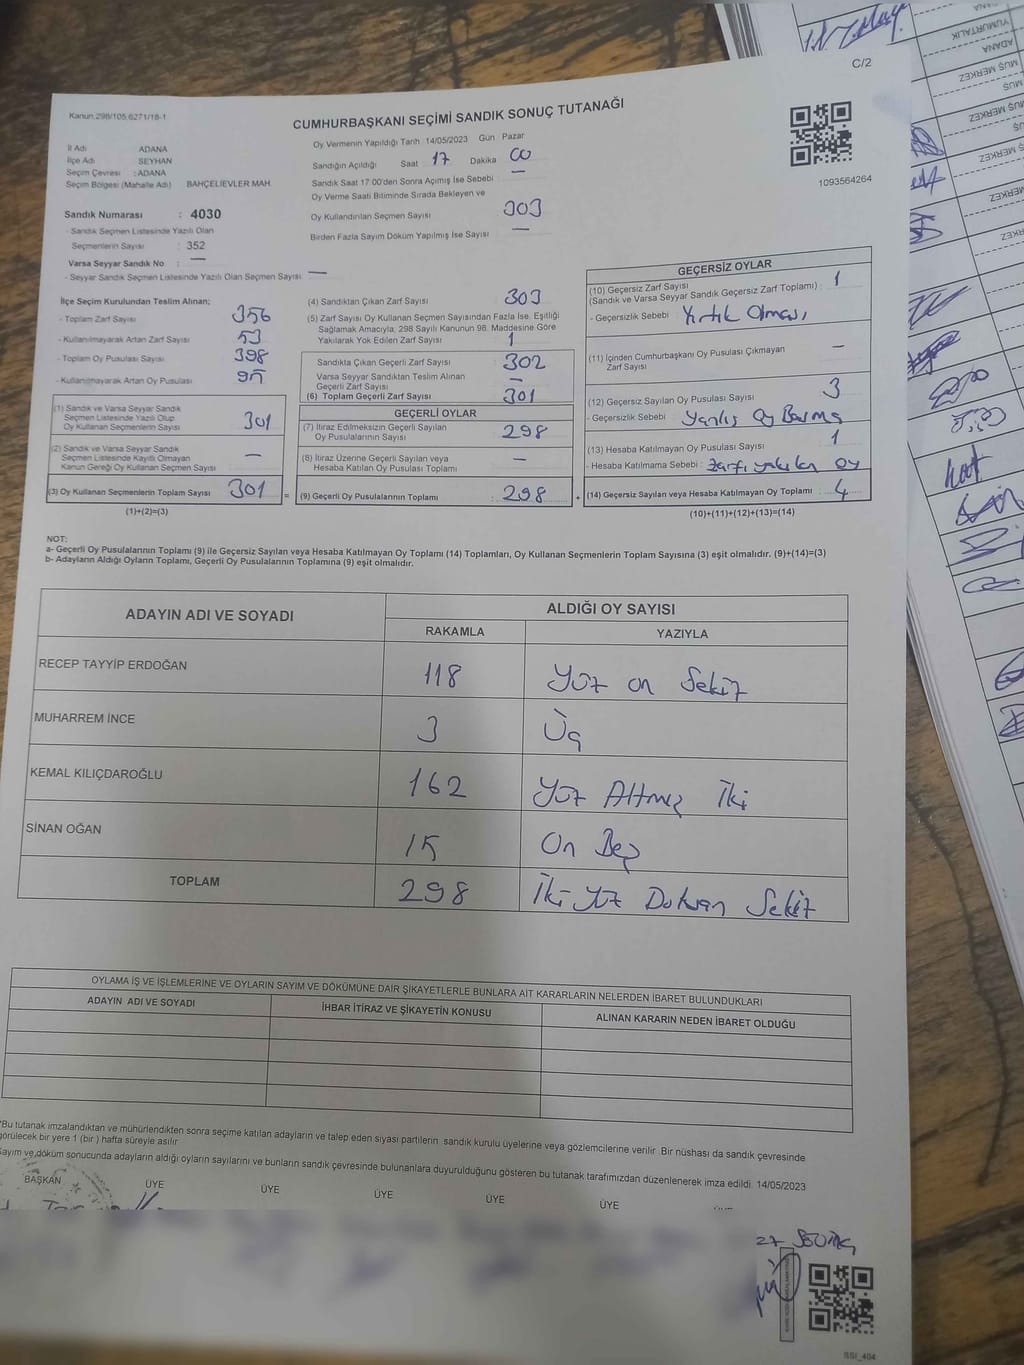 C/2
Kanun.298/105,6271/18-1
CUMHURBAŞKANI SEÇİMİ SANDIK SONUÇ TUTANAĞI
İl Adı ADANA
İlçe Adı SEYHAN
Seçim Çevresi :ADANA
Seçim Bölgesi (Mahalle Adı) BAHÇELİEVLER MAH.
Sandık Numarası : 4030
- Sandık Seçmen Listesinde Yazılı Olan
Seçmenlerin Sayısı : 352
Varsa Seyyar Sandık No : —
- Seyyar Sandık Seçmen Listesinde Yazılı Olan Seçmen Sayısı : —
Oy Vermenin Yapıldığı Tarih :14/05/2023 Gün : Pazar
Sandığın Açıldığı Saat : 17 Dakika : 00
Sandık Saat 17:00'den Sonra Açılmış İse Sebebi : —
Oy Verme Saati Bitiminde Sırada Bekleyen ve
Oy Kullandırılan Seçmen Sayısı 303
Birden Fazla Sayım Döküm Yapılmış İse Sayısı —
1093564264
İlçe Seçim Kurulundan Teslim Alınan;
- Toplam Zarf Sayısı : 356
- Kullanılmayarak Artan Zarf Sayısı : 53
- Toplam Oy Pusulası Sayısı : 398
- Kullanılmayarak Artan Oy Pusulası : 95
(1) Sandık ve Varsa Seyyar Sandık
Seçmen Listesinde Yazılı Olup
Oy Kullanan Seçmenlerin Sayısı : 301
(2) Sandık ve Varsa Seyyar Sandık
Seçmen Listesinde Kayıtlı Olmayan
Kanun Gereği Oy Kullanan Seçmen Sayısı : —
(3) Oy Kullanan Seçmenlerin Toplam Sayısı : 301
(1)+(2)=(3)
(4) Sandıktan Çıkan Zarf Sayısı 303
(5) Zarf Sayısı Oy Kullanan Seçmen Sayısından Fazla İse, Eşitliği
Sağlamak Amacıyla, 298 Sayılı Kanunun 98. Maddesine Göre
Yakılarak Yok Edilen Zarf Sayısı : 1
Sandıkta Çıkan Geçerli Zarf Sayısı : 302
Varsa Seyyar Sandıktan Teslim Alınan
Geçerli Zarf Sayısı : —
(6) Toplam Geçerli Zarf Sayısı : 301
GEÇERLİ OYLAR
(7) İtiraz Edilmeksizin Geçerli Sayılan
Oy Pusulalarının Sayısı : 298
(8) İtiraz Üzerine Geçerli Sayılan veya
Hesaba Katılan Oy Pusulası Toplamı : —
(9) Geçerli Oy Pusulalarının Toplamı : 298
GEÇERSİZ OYLAR
(10) Geçersiz Zarf Sayısı
(Sandık ve Varsa Seyyar Sandık Geçersiz Zarf Toplamı) : 1
- Geçersizlik Sebebi : Yırtık Olması,
(11) İçinden Cumhurbaşkanı Oy Pusulası Çıkmayan
Zarf Sayısı —
(12) Geçersiz Sayılan Oy Pusulası Sayısı 3
- Geçersizlik Sebebi : Yanlış Oy Basma
(13) Hesaba Katılmayan Oy Pusulası Sayısı 1
- Hesaba Katılmama Sebebi : Zarfı yakılan oy
(14) Geçersiz Sayılan veya Hesaba Katılmayan Oy Toplamı : 4
(10)+(11)+(12)+(13)=(14)
NOT:
a- Geçerli Oy Pusulalarının Toplamı (9) ile Geçersiz Sayılan veya Hesaba Katılmayan Oy Toplamı (14) Toplamları, Oy Kullanan Seçmenlerin Toplam Sayısına (3) eşit olmalıdır. (9)+(14)=(3)
b- Adayların Aldığı Oyların Toplamı, Geçerli Oy Pusulalarının Toplamına (9) eşit olmalıdır.
ADAYIN ADI VE SOYADI ALDIĞI OY SAYISI
RAKAMLA YAZIYLA
RECEP TAYYİP ERDOĞAN 118 Yüz on Sekiz
MUHARREM İNCE 3 Üç
KEMAL KILIÇDAROĞLU 162 Yüz Altmış İki
SİNAN OĞAN 15 On Beş
TOPLAM 298 İki Yüz Doksan Sekiz
OYLAMA İŞ VE İŞLEMLERİNE VE OYLARIN SAYIM VE DÖKÜMÜNE DAİR ŞİKAYETLERLE BUNLARA AİT KARARLARIN NELERDEN İBARET BULUNDUKLARI
ADAYIN ADI VE SOYADI İHBAR İTİRAZ VE ŞİKAYETİN KONUSU ALINAN KARARIN NEDEN İBARET OLDUĞU
*Bu tutanak imzalandıktan ve mühürlendikten sonra seçime katılan adayların ve talep eden siyasi partilerin sandık kurulu üyelerine veya gözlemcilerine verilir. Bir nüshası da sandık çevresinde
görülecek bir yere 1 (bir) hafta süreyle asılır.
Sayım ve döküm sonucunda adayların aldığı oyların sayılarını ve bunların sandık çevresinde bulunanlara duyurulduğunu gösteren bu tutanak tarafımızdan düzenlenerek imza edildi. 14/05/2023
BAŞKAN ÜYE ÜYE ÜYE ÜYE ÜYE
YUMURTALIK
ADANA
MUŞ MERKEZ
MUŞ
MUŞ MERKEZ